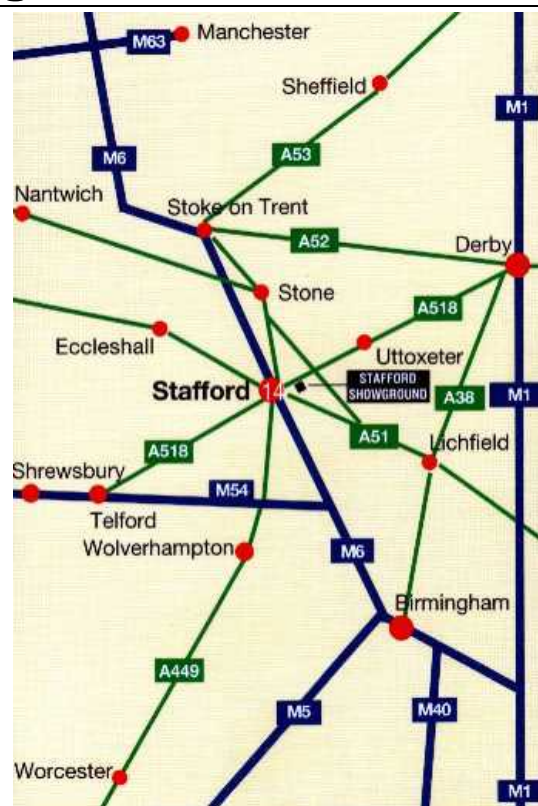 Manchester
M63
Sheffield
M1
A53
M6
Nantwich
Stoke on Trent
A52
Derby
Stone
A518
Eccleshall
Uttoxeter
STAFFORD
SHOWGROUND
Stafford
14
A38
M1
A51
Lichfield
A518
Shrewsbury
M54
Telford
Wolverhampton
M6
Birmingham
A449
M5
M40
Worcester
M1